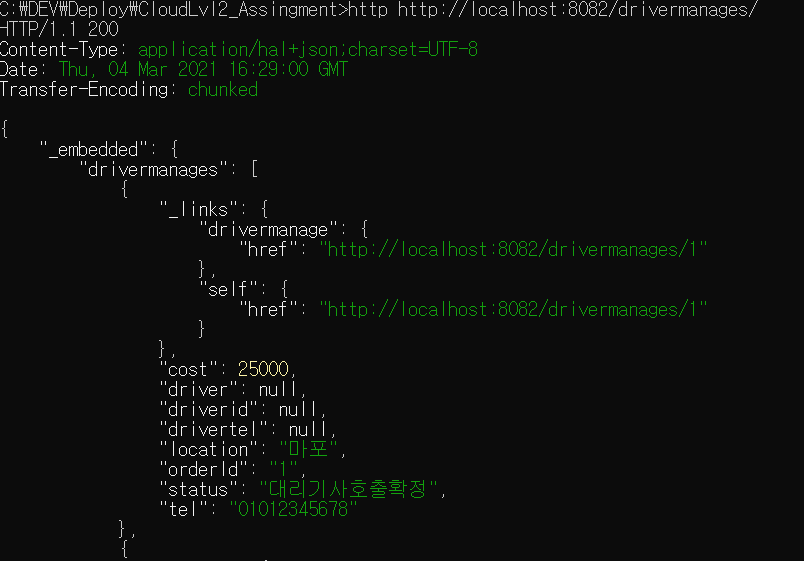 C:\DEV\Deploy\CloudLvl2_Assingment>http http://localhost:8082/drivermanages/
HTTP/1.1 200
Content-Type: application/hal+json;charset=UTF-8
Date: Thu, 04 Mar 2021 16:29:00 GMT
Transfer-Encoding: chunked

{
    "_embedded": {
        "drivermanages": [
            {
                "_links": {
                    "drivermanage": {
                        "href": "http://localhost:8082/drivermanages/1"
                    },
                    "self": {
                        "href": "http://localhost:8082/drivermanages/1"
                    }
                },
                "cost": 25000,
                "driver": null,
                "driverid": null,
                "drivertel": null,
                "location": "마포",
                "orderId": "1",
                "status": "대리기사호출확정",
                "tel": "01012345678"
            },
            {